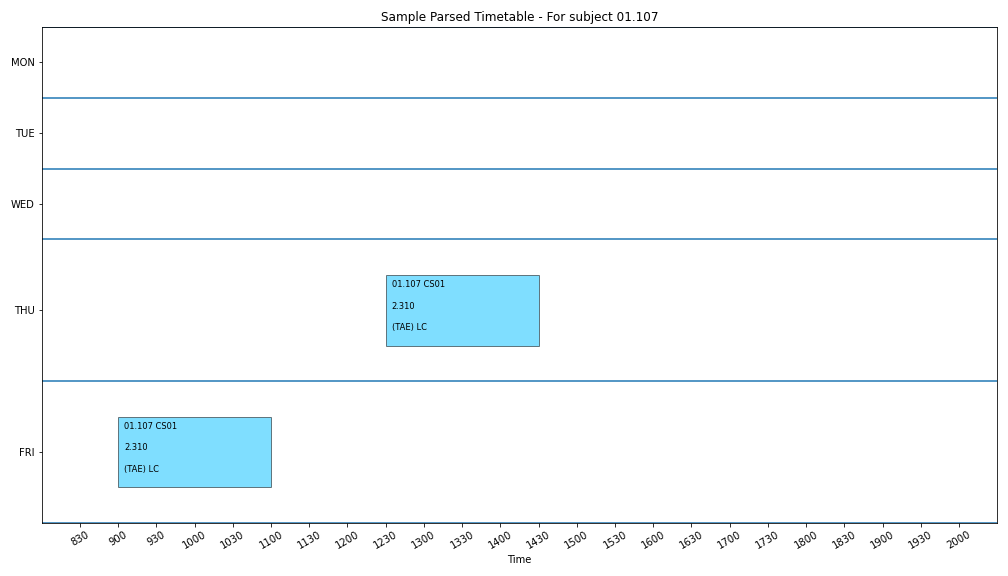 Sample Parsed Timetable - For subject 01.107
MON
TUE
WED
THU
01.107 CS01
2.310
(TAE) LC
FRI
01.107 CS01
2.310
(TAE) LC
830 900 930 1000 1030 1100 1130 1200 1230 1300 1330 1400 1430 1500 1530 1600 1630 1700 1730 1800 1830 1900 1930 2000
Time